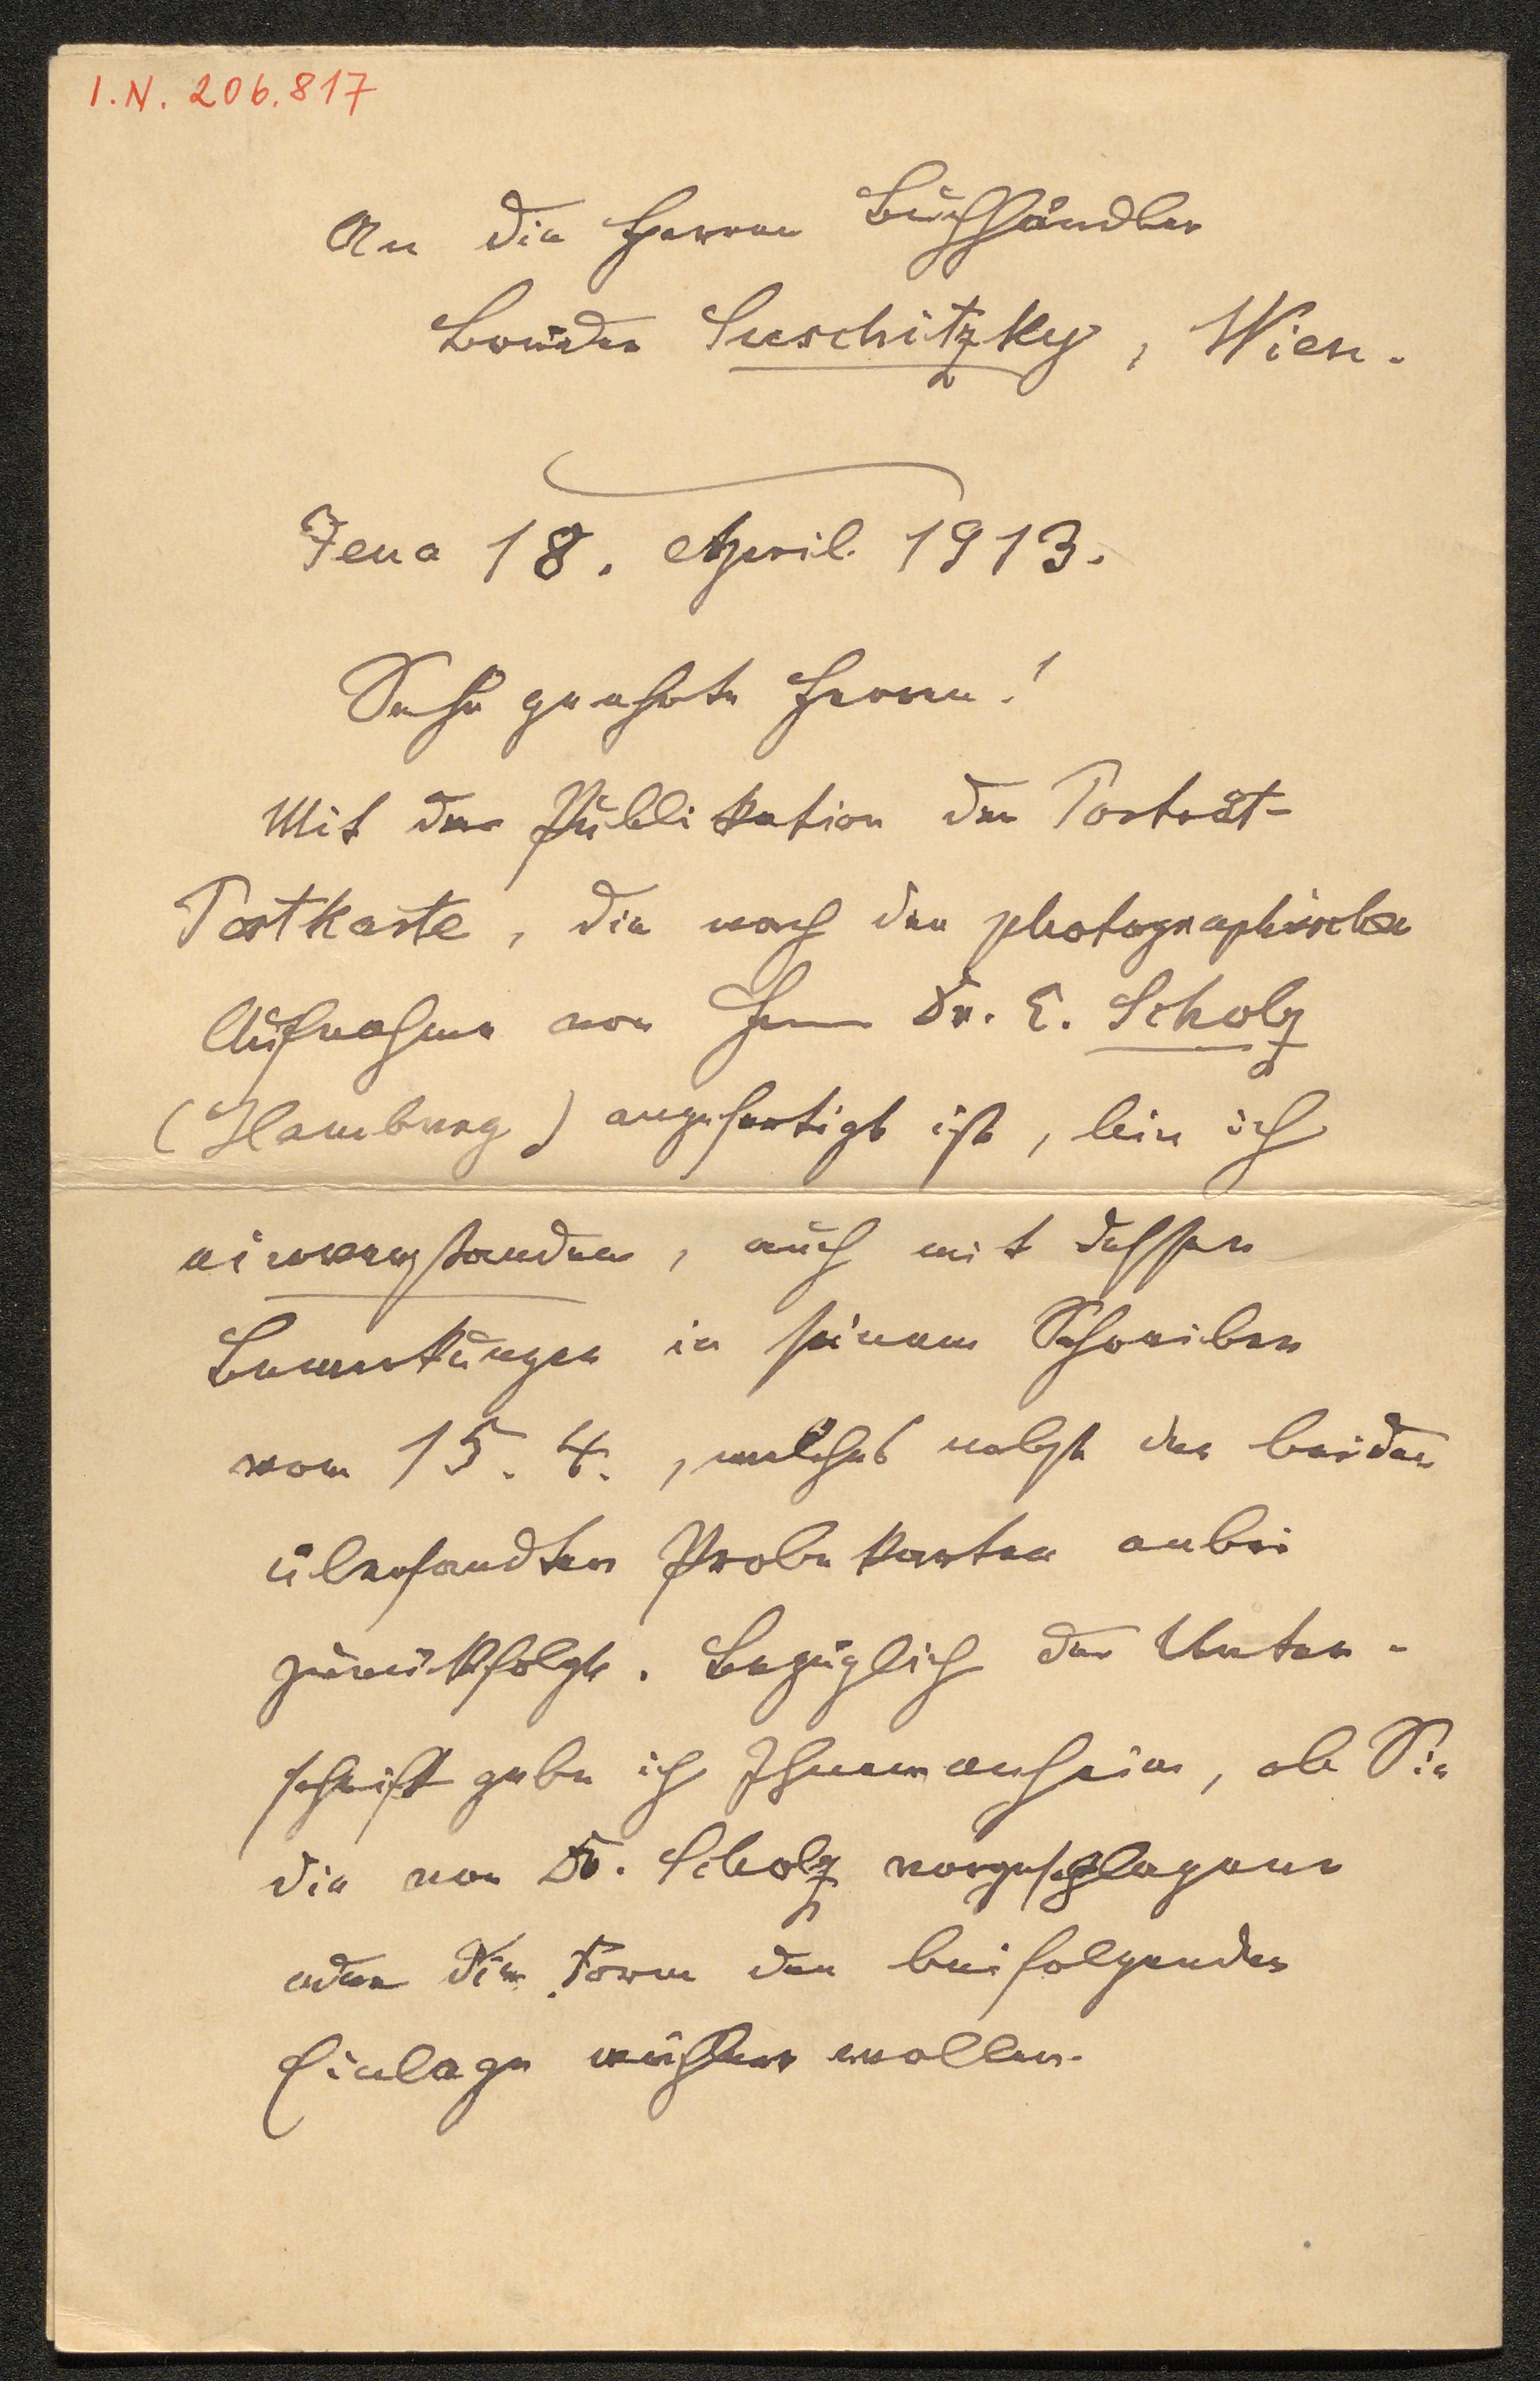 I.N. 206.817
An die Herren Buchhändler
Brüder Suschitzky, Wien.
Jena 18. April 1913.
Sehr geehrte Herren!
Mit der Publikation der Porträt-
Postkarte, die nach der photographischen
Aufnahme von Herrn Dr. E. Scholz
(Hamburg) angefertigt ist, bin ich
einverstanden, auch mit dessen
Bemerkungen in seinem Schreiben
vom 15. 4., welches nebst den beiden
übersandten Probekarten anbei
zurückfolgt. Bezüglich der Unter-
schrift gebe ich Ihnen anheim, ob Sie
die von Dr. Scholz vorgeschlagene
oder die Form der beifolgenden
Einlage wählen wollen.